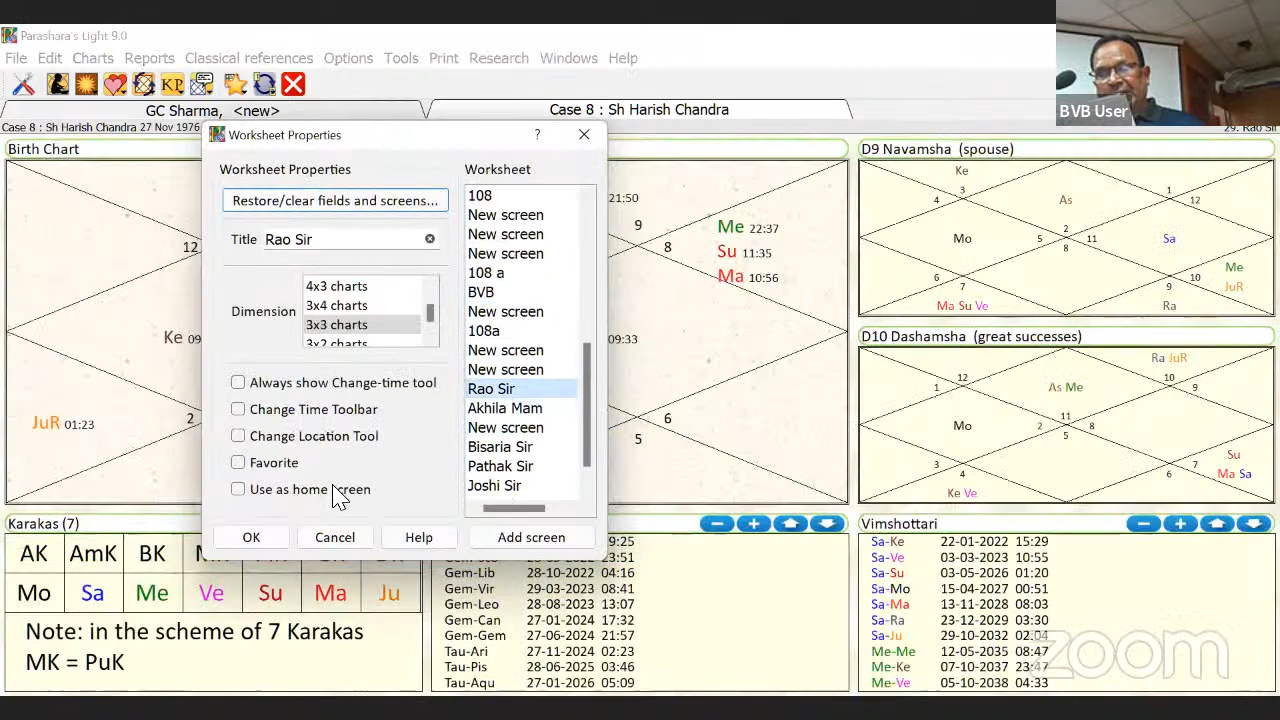 Parashara's Light 9.0
File Edit Charts Reports Classical references Options Tools Print Research Windows Help
KP
GC Sharma, <new>
Case 8 : Sh Harish Chandra
BVB User
Case 8 : Sh Harish Chandra 27 Nov 1976
29. Rao Sir
Birth Chart
12
Ke 09
JuR 01:23
2
21:50
9
8
Me 22:37
Su 11:35
Ma 10:56
09:33
6
5
Worksheet Properties
?
Worksheet Properties
Restore/clear fields and screens...
Title Rao Sir
Dimension
4x3 charts
3x4 charts
3x3 charts
3x2 charts
Always show Change-time tool
Change Time Toolbar
Change Location Tool
Favorite
Use as home screen
OK Cancel Help
Worksheet
108
New screen
New screen
New screen
108 a
BVB
New screen
108a
New screen
New screen
Rao Sir
Akhila Mam
New screen
Bisaria Sir
Pathak Sir
Joshi Sir
Add screen
D9 Navamsha (spouse)
Ke
4 3
As
1 12
Mo
5 2 8 11
Sa
6 7
Ma Su Ve
10 9
Me
JuR
Ra
D10 Dashamsha (great successes)
1 12
As Me
Ra JuR
10 9
Mo
2 11 5 8
3 4
Ke Ve
6 7
Su
Ma Sa
Karakas (7)
AK AmK BK
Mo Sa Me Ve Su Ma Ju
Note: in the scheme of 7 Karakas
MK = PuK
9:25
23:51
Gem-Lib 28-10-2022 04:16
Gem-Vir 29-03-2023 08:41
Gem-Leo 28-08-2023 13:07
Gem-Can 27-01-2024 17:32
Gem-Gem 27-06-2024 21:57
Tau-Ari 27-11-2024 02:23
Tau-Pis 28-06-2025 03:46
Tau-Aqu 27-01-2026 05:09
Vimshottari
Sa-Ke 22-01-2022 15:29
Sa-Ve 03-03-2023 10:55
Sa-Su 03-05-2026 01:20
Sa-Mo 15-04-2027 00:51
Sa-Ma 13-11-2028 08:03
Sa-Ra 23-12-2029 03:30
Sa-Ju 29-10-2032 02:04
Me-Me 12-05-2035 08:47
Me-Ke 07-10-2037 23:47
Me-Ve 05-10-2038 04:33
zoom